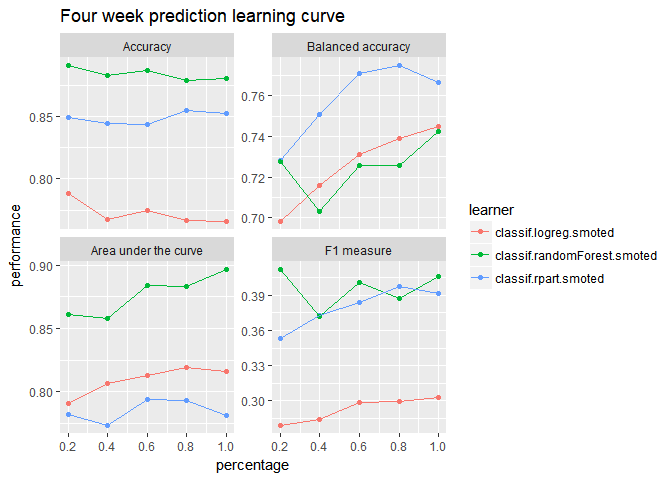 Four week prediction learning curve
Accuracy
Balanced accuracy
0.85
0.80
0.76
0.74
0.72
0.70
performance
Area under the curve
F1 measure
0.90
0.85
0.80
0.39
0.36
0.33
0.30
0.2 0.4 0.6 0.8 1.0
0.2 0.4 0.6 0.8 1.0
percentage
learner
classif.logreg.smoted
classif.randomForest.smoted
classif.rpart.smoted